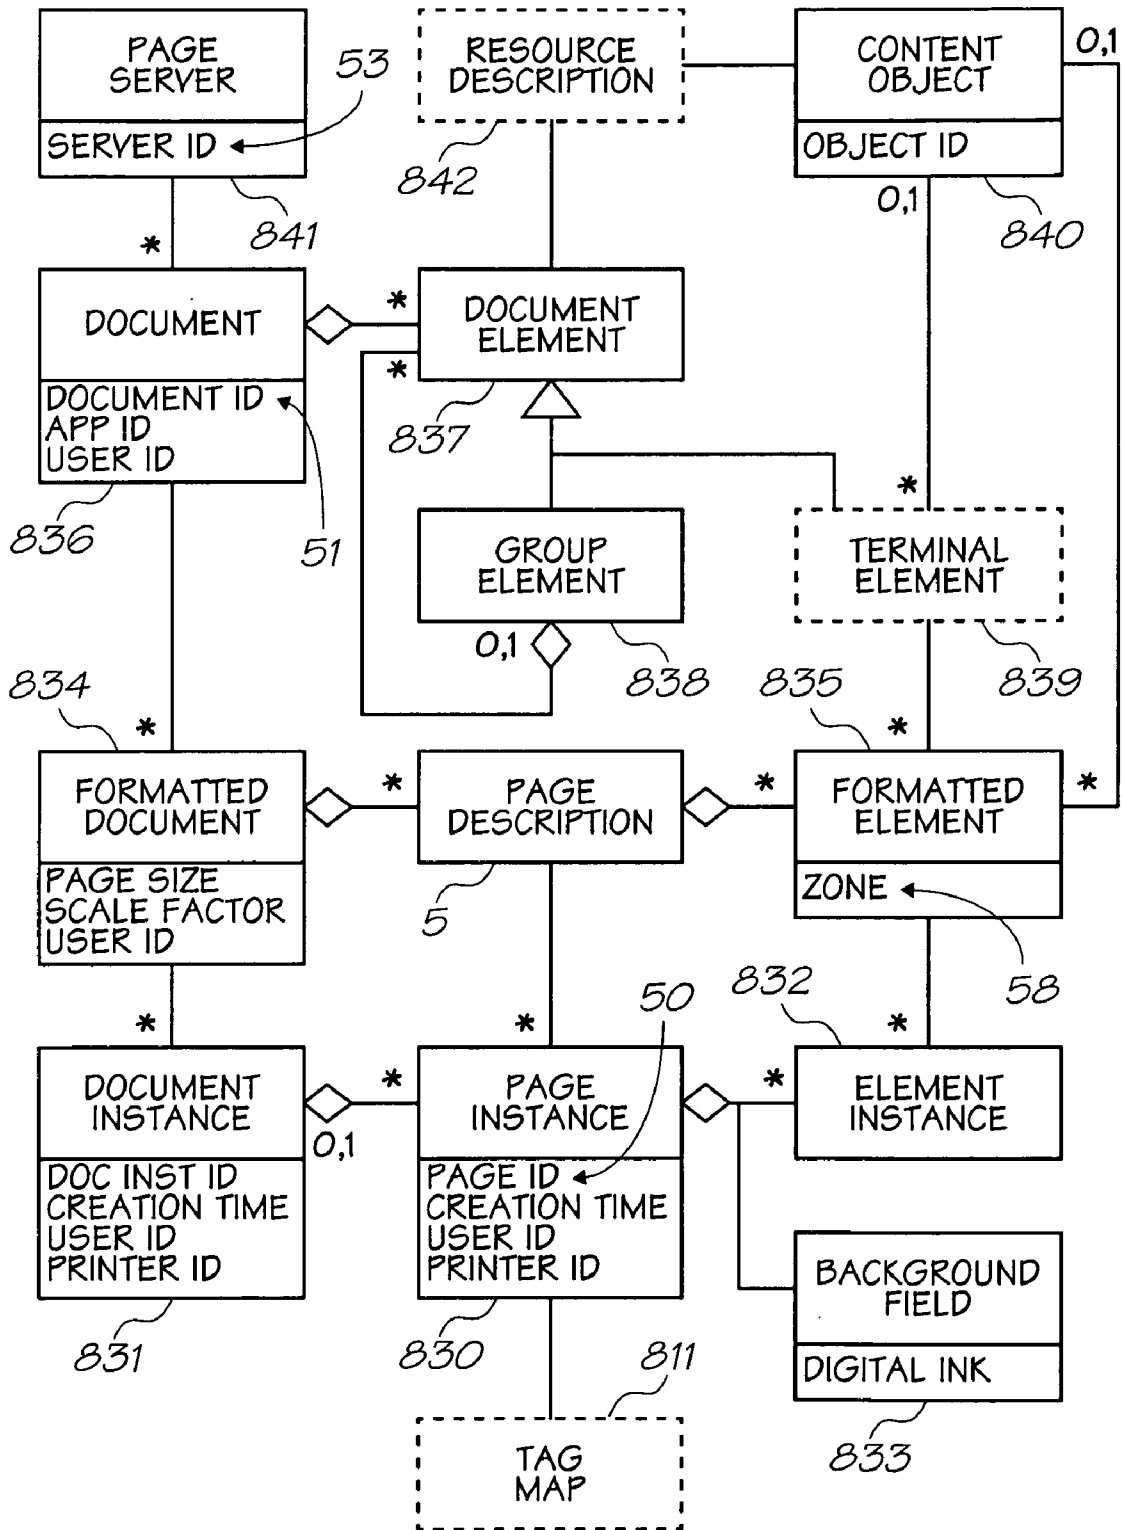 PAGE
SERVER
53
SERVER ID
841
*
RESOURCE
DESCRIPTION
842
CONTENT
OBJECT
0,1
OBJECT ID
0,1
840
DOCUMENT
*
DOCUMENT
ELEMENT
*
837
DOCUMENT ID
APP ID
USER ID
836
51
GROUP
ELEMENT
0,1
838
*
TERMINAL
ELEMENT
839
834
*
835
*
FORMATTED
DOCUMENT
*
PAGE
DESCRIPTION
*
FORMATTED
ELEMENT
*
PAGE SIZE
SCALE FACTOR
USER ID
5
ZONE
58
*
*
50
832
*
DOCUMENT
INSTANCE
0,1
*
PAGE
INSTANCE
*
ELEMENT
INSTANCE
DOC INST ID
CREATION TIME
USER ID
PRINTER ID
831
PAGE ID
CREATION TIME
USER ID
PRINTER ID
830
BACKGROUND
FIELD
DIGITAL INK
833
811
TAG
MAP